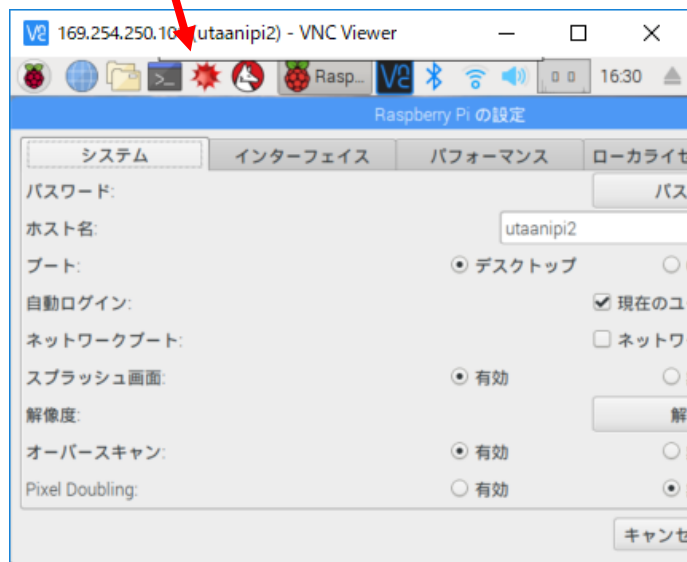 169.254.250.10 (utaanipi2) - VNC Viewer
Rasp... 16:30
Raspberry Pi の設定
システム インターフェイス パフォーマンス ローカライセ
パスワード: パス
ホスト名: utaanipi2
ブート: デスクトップ
自動ログイン: 現在のユ
ネットワークブート: ネットワ
スプラッシュ画面: 有効
解像度: 解
オーバースキャン: 有効
Pixel Doubling: 有効
キャンセ